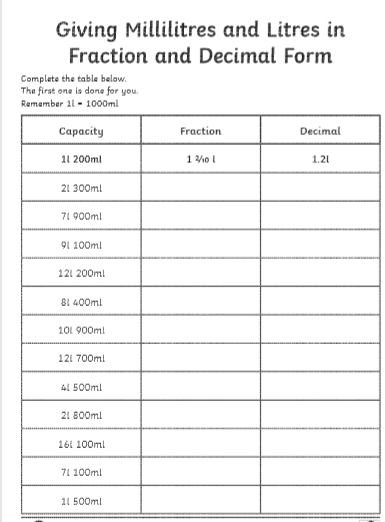 Giving Millilitres and Litres in
Fraction and Decimal Form
Complete the table below.
The first one is done for you.
Remember 1l = 1000ml
Capacity Fraction Decimal
1l 200ml 1 2/10 l 1.2l
2l 300ml
7l 900ml
9l 100ml
12l 200ml
8l 400ml
10l 900ml
12l 700ml
4l 500ml
2l 800ml
16l 100ml
7l 100ml
1l 500ml